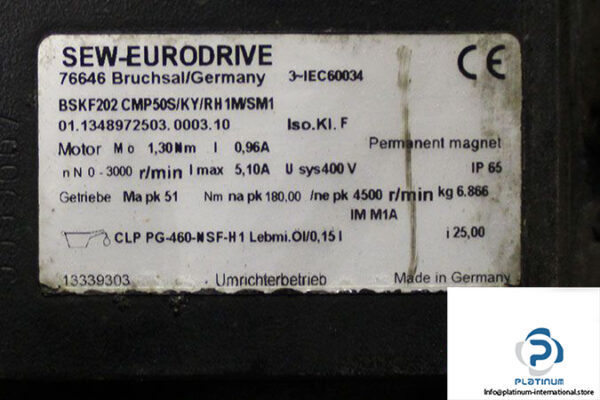 SEW-EURODRIVE
76646 Bruchsal/Germany 3~IEC60034 CE
BSKF202 CMP50S/KY/RH1M/SM1
01.1348972503.0003.10 Iso.Kl. F
Motor Mo 1,30Nm I 0,96A Permanent magnet
nN 0-3000 r/min Imax 5,10A Usys400 V IP 65
Getriebe Ma pk 51 Nm na pk 180,00 /ne pk 4500 r/min kg 6.866
IM M1A
CLP PG-460-NSF-H1 Lebmi.Öl/0,15 l i 25,00
13339303 Umrichterbetrieb Made in Germany
PLATINUM
Info@platinum-international.store